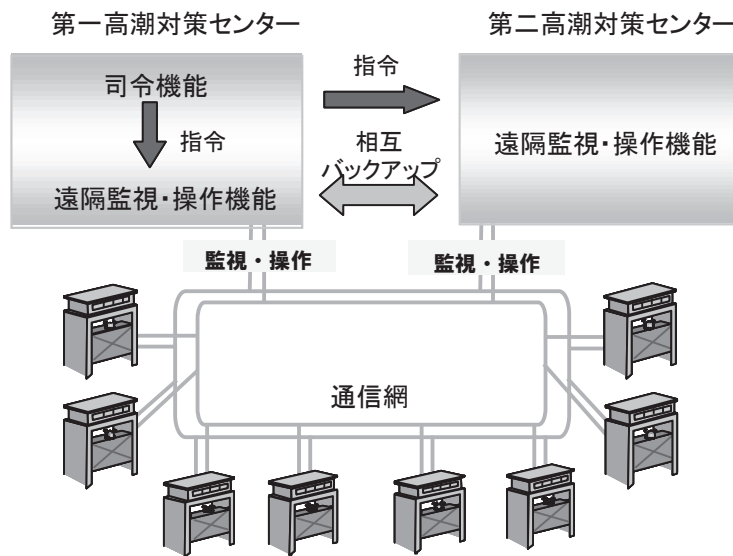 第一高潮対策センター
第二高潮対策センター
司令機能
指令
遠隔監視・操作機能
指令
相互
バックアップ
遠隔監視・操作機能
監視・操作
監視・操作
通信網